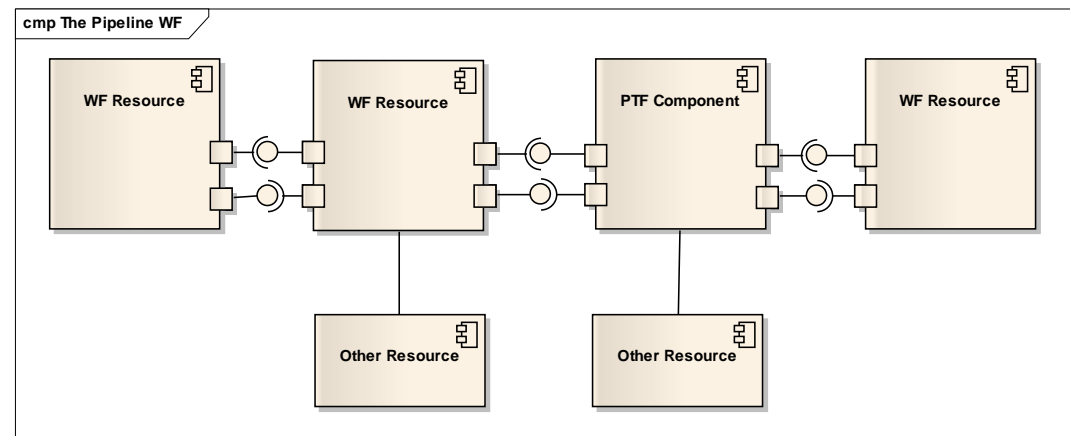 cmp The Pipeline WF
WF Resource
WF Resource
PTF Component
WF Resource
Other Resource
Other Resource